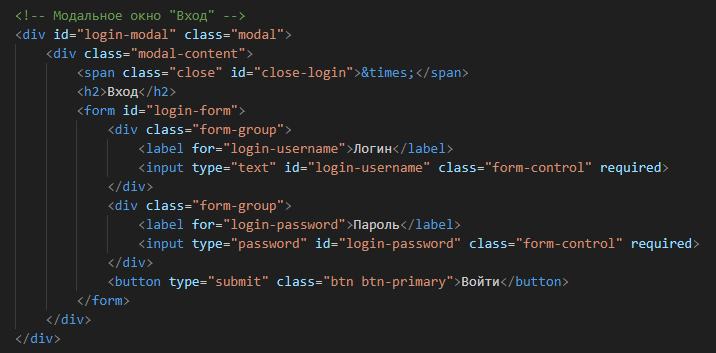 <!-- Модальное окно "Вход" -->
<div id="login-modal" class="modal">
    <div class="modal-content">
        <span class="close" id="close-login">&times;</span>
        <h2>Вход</h2>
        <form id="login-form">
            <div class="form-group">
                <label for="login-username">Логин</label>
                <input type="text" id="login-username" class="form-control" required>
            </div>
            <div class="form-group">
                <label for="login-password">Пароль</label>
                <input type="password" id="login-password" class="form-control" required>
            </div>
            <button type="submit" class="btn btn-primary">Войти</button>
        </form>
    </div>
</div>